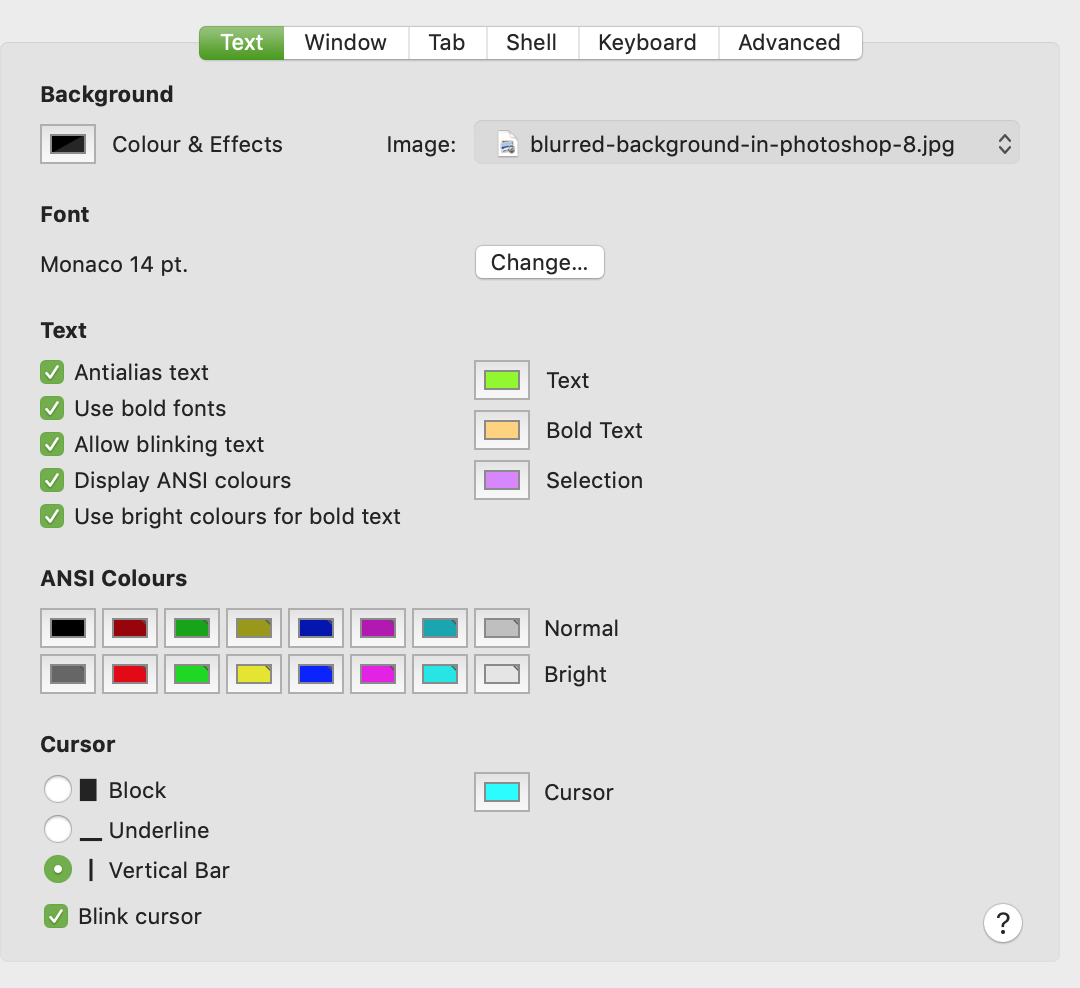 Text Window Tab Shell Keyboard Advanced
Background
Colour & Effects Image: blurred-background-in-photoshop-8.jpg
Font
Monaco 14 pt. Change...
Text
Antialias text
Text
Use bold fonts
Bold Text
Allow blinking text
Display ANSI colours Selection
Use bright colours for bold text
ANSI Colours
Normal
Bright
Cursor
Block Cursor
Underline
Vertical Bar
Blink cursor
?